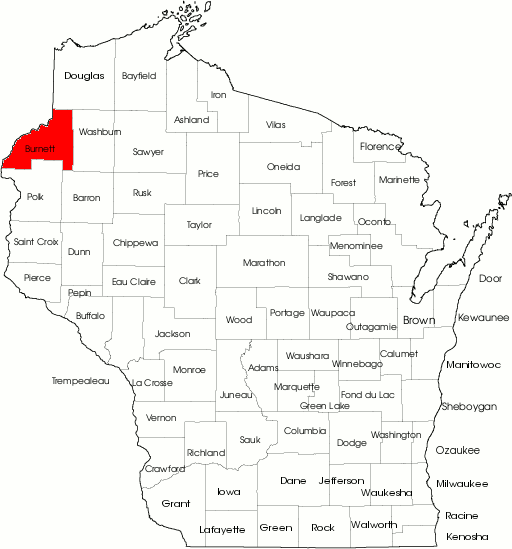 Douglas
Bayfield
Iron
Ashland
Vilas
Washburn
Burnett
Sawyer
Florence
Price
Oneida
Forest
Marinette
Polk
Barron
Rusk
Lincoln
Langlade
Oconto
Taylor
Saint Croix
Dunn
Chippewa
Menominee
Marathon
Shawano
Pierce
Eau Claire
Clark
Door
Pepin
Buffalo
Wood
Portage
Waupaca
Outagamie
Brown
Kewaunee
Jackson
Trempealeau
La Crosse
Monroe
Adams
Waushara
Winnebago
Calumet
Manitowoc
Juneau
Marquette
Green Lake
Fond du Lac
Sheboygan
Vernon
Richland
Sauk
Columbia
Dodge
Washington
Ozaukee
Crawford
Grant
Iowa
Dane
Jefferson
Waukesha
Milwaukee
Lafayette
Green
Rock
Walworth
Racine
Kenosha